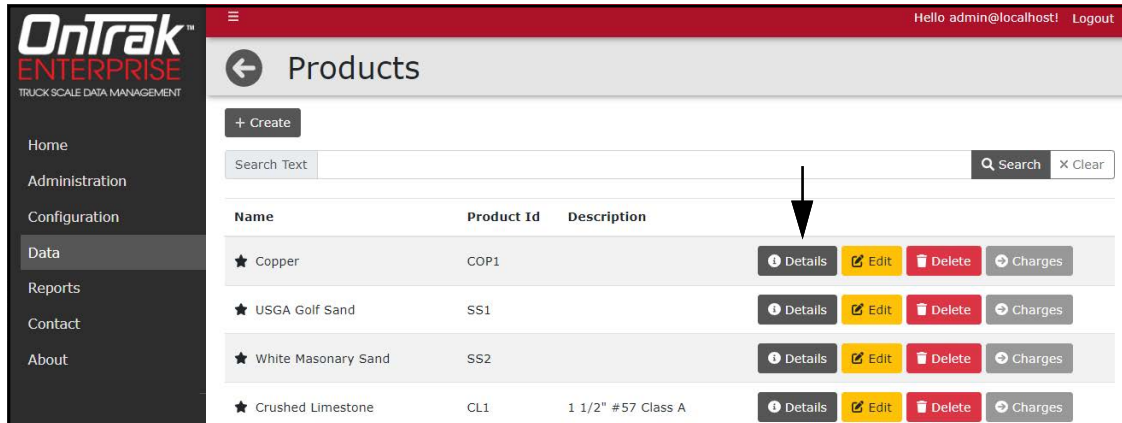 OnTrak™
ENTERPRISE
TRUCK SCALE DATA MANAGEMENT
Home
Administration
Configuration
Data
Reports
Contact
About
Hello admin@localhost! Logout
Products
+ Create
Search Text Search × Clear
Name Product Id Description
Copper COP1 Details Edit Delete Charges
USGA Golf Sand SS1 Details Edit Delete Charges
White Masonary Sand SS2 Details Edit Delete Charges
Crushed Limestone CL1 1 1/2" #57 Class A Details Edit Delete Charges